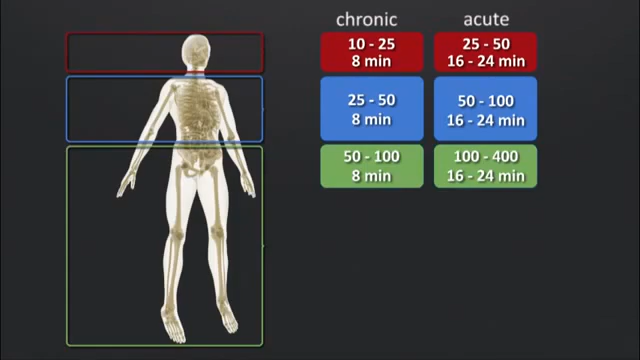 chronic acute
10 - 25 25 - 50
8 min 16 - 24 min
25 - 50 50 - 100
8 min 16 - 24 min
50 - 100 100 - 400
8 min 16 - 24 min